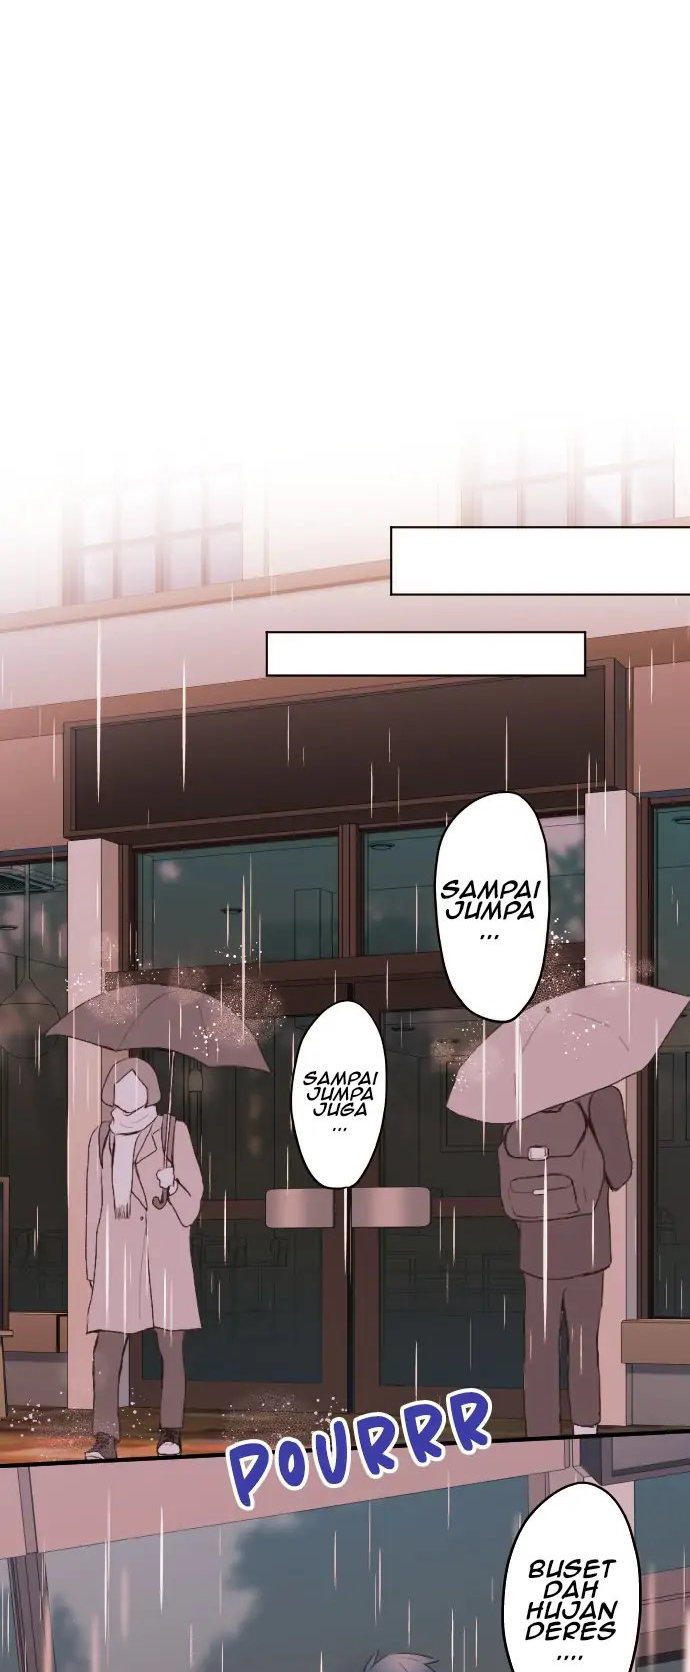 SAMPAI
JUMPA
...
SAMPAI
JUMPA
JUGA
...
POURRR
BUSET
DAH
HUJAN
DERES
....